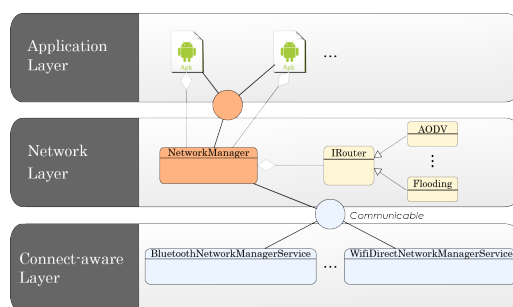 Application
Layer
Apk
Apk
...
Network
Layer
NetworkManager
IRouter
AODV
Flooding
Communicable
Connect-aware
Layer
BluetoothNetworkManagerService
...
WifiDirectNetworkManagerService